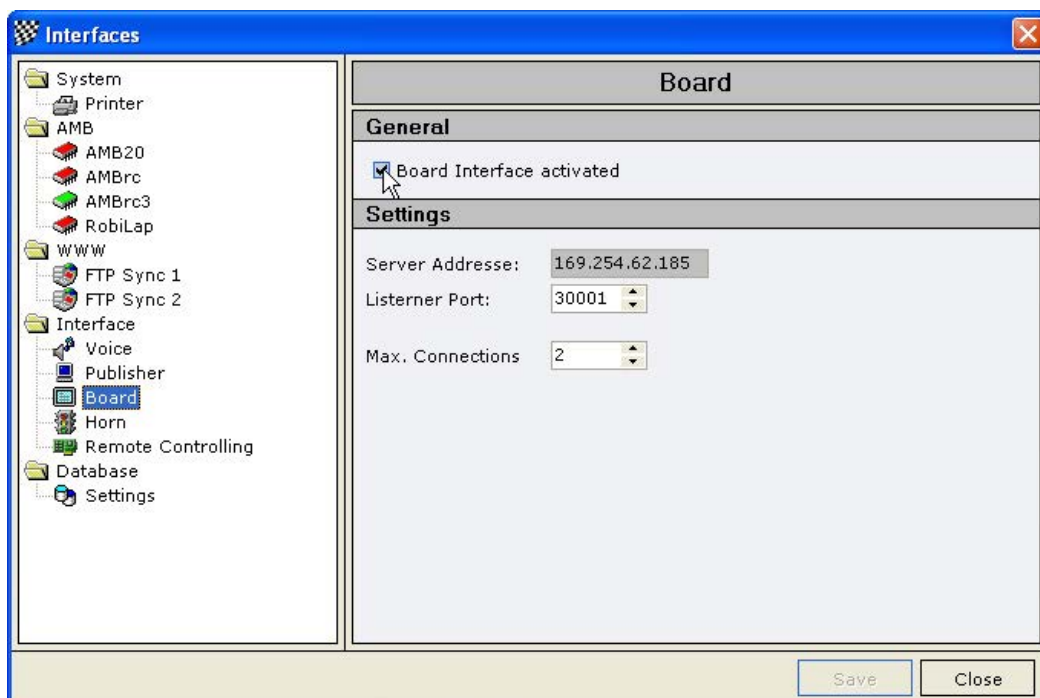 Interfaces
System
Printer
AMB
AMB20
AMBrc
AMBrc3
RobiLap
WWW
FTP Sync 1
FTP Sync 2
Interface
Voice
Publisher
Board
Horn
Remote Controlling
Database
Settings
Board
General
Board Interface activated
Settings
Server Addresse: 169.254.62.185
Listerner Port: 30001
Max. Connections 2
Save Close